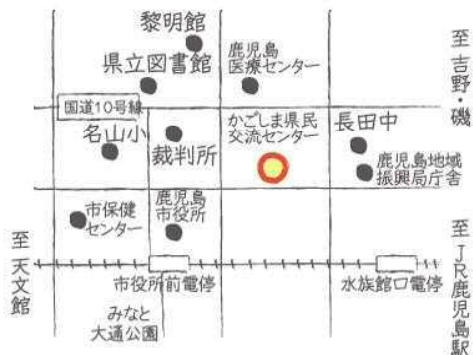 黎明館
県立図書館
鹿児島
医療センター
至吉野・磯
国道10号線
名山小
裁判所
かごしま県民
交流センター
長田中
鹿児島地域
振興局庁舎
市保健
センター
鹿児島
市役所
至天文館
至JR鹿児島駅
市役所前電停
水族館口電停
みなと
大通公園